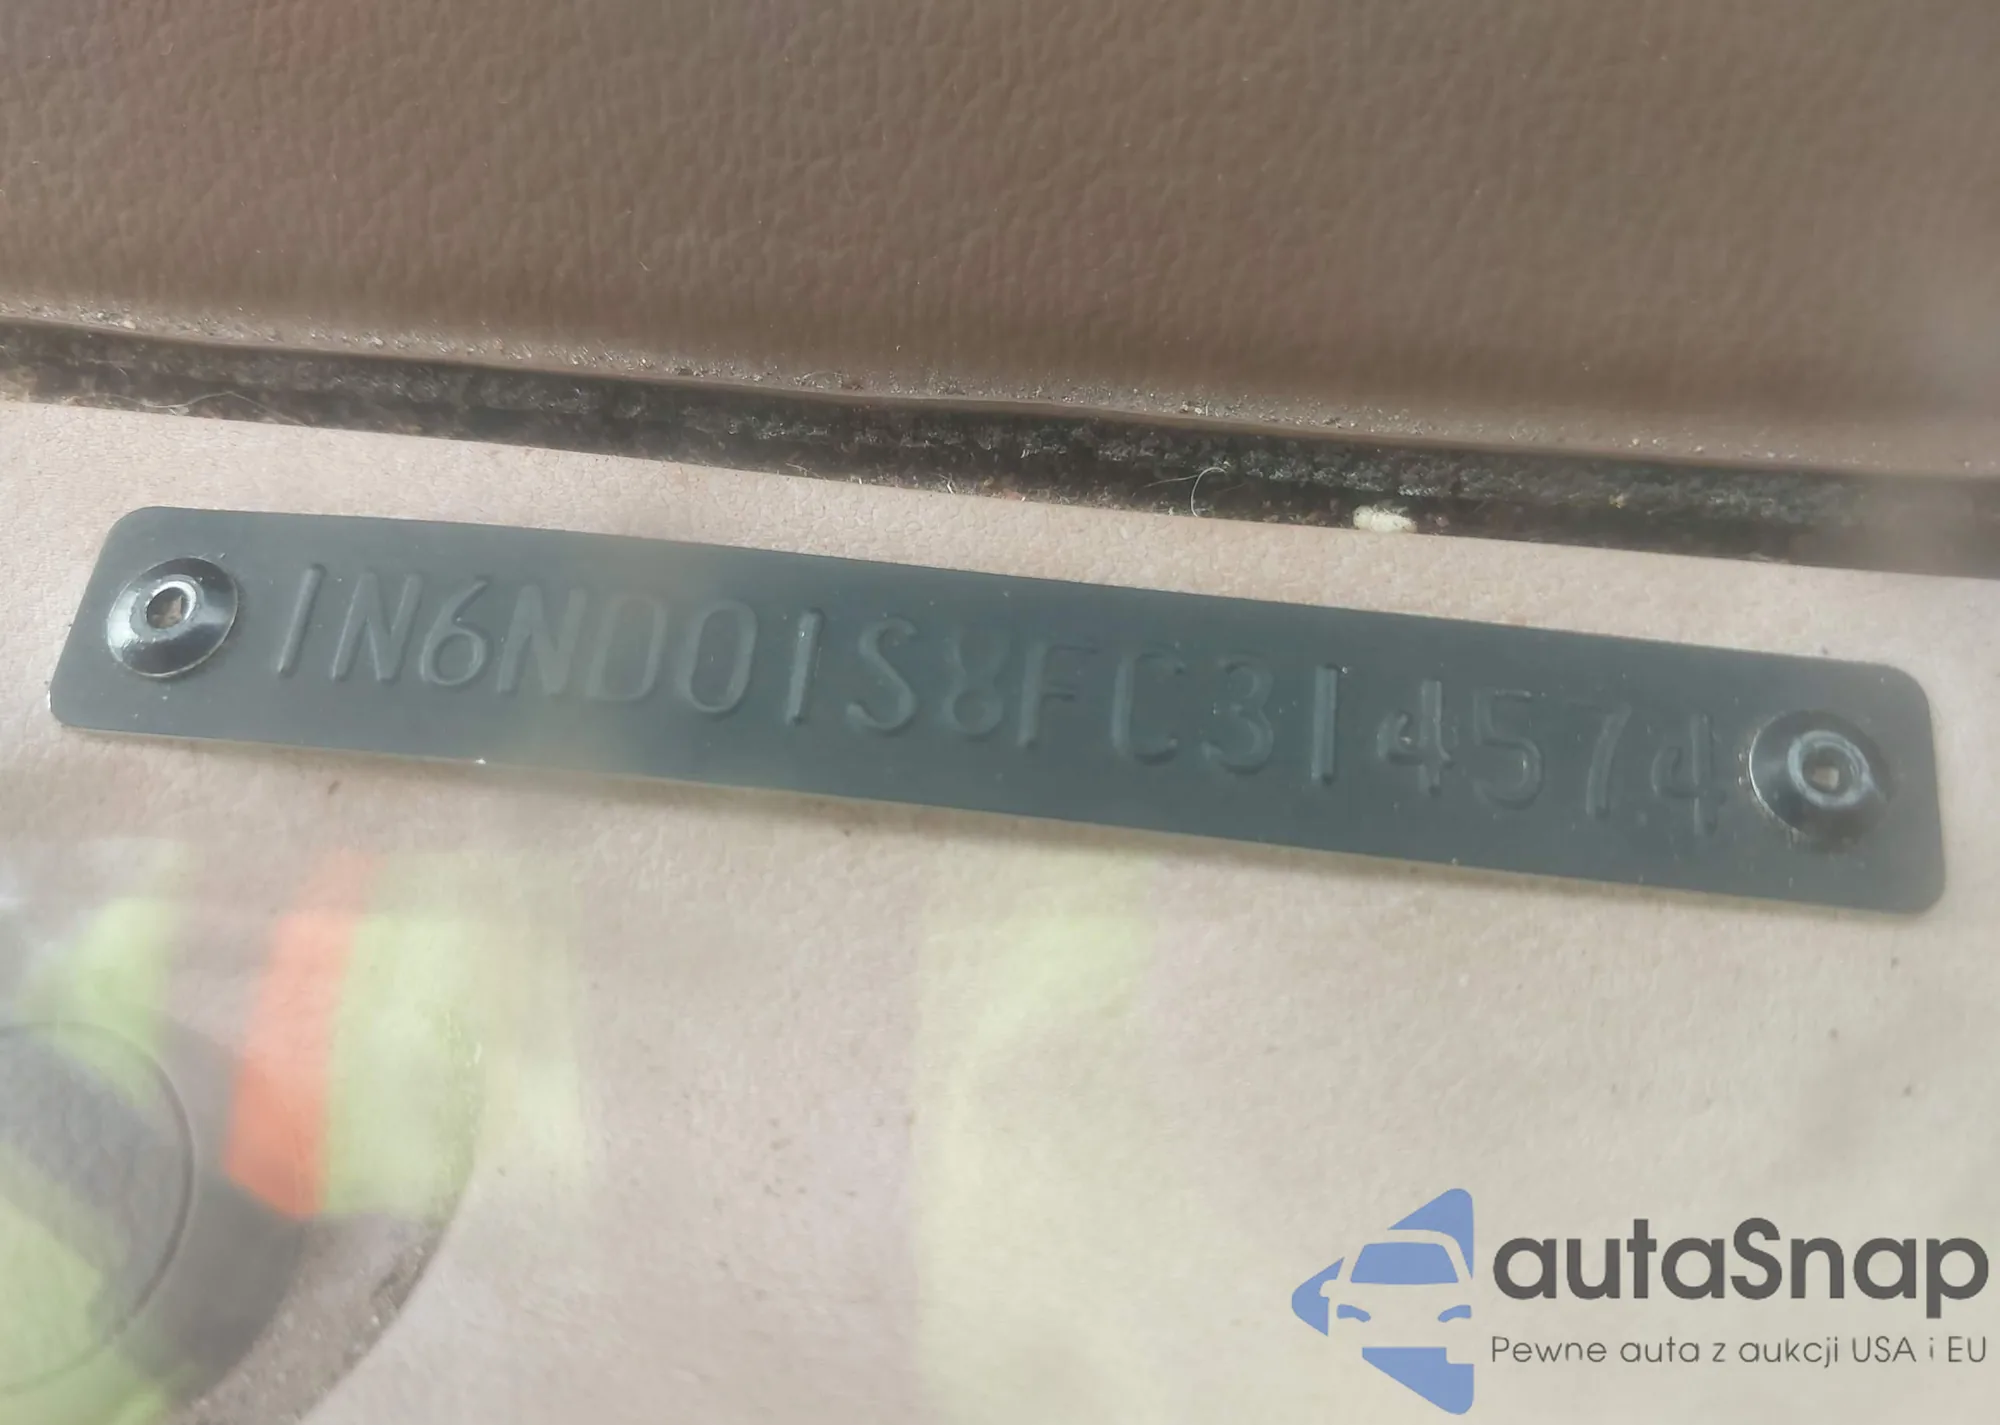 1N6ND01S8FC314574
autaSnap
Pewne auta z aukcji USA i EU